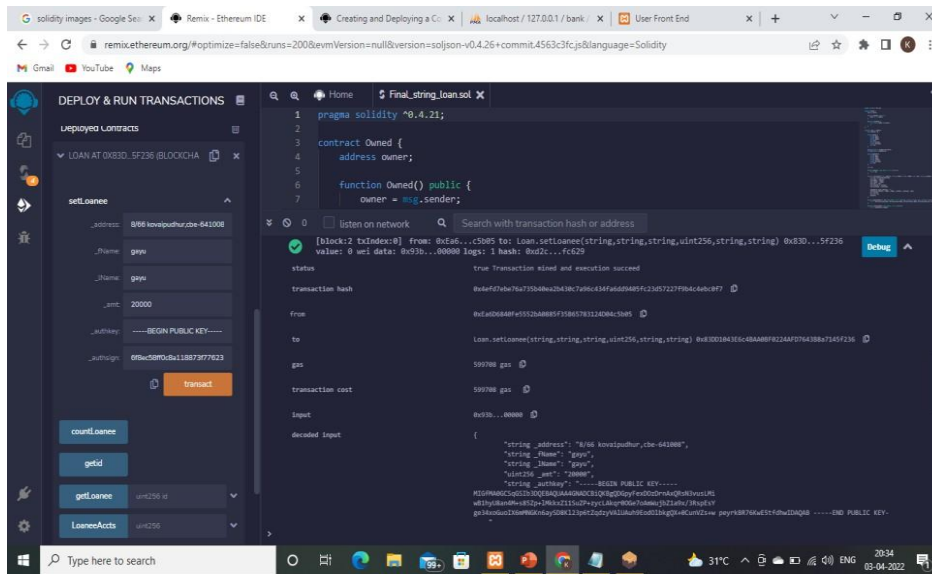 solidity images - Google Sea
Remix - Ethereum IDE
Creating and Deploying a Co
localhost / 127.0.0.1 / bank /
User Front End
remix.ethereum.org/#optimize=false&runs=200&evmVersion=null&version=soljson-v0.4.26+commit.4563c3fc.js&language=Solidity
K
Gmail YouTube Maps
DEPLOY & RUN TRANSACTIONS
Deployed Contracts
LOAN AT 0X83D...5F236 (BLOCKCHA
setLoanee
_address: 8/66 kovaipudhur,cbe-641008
_fName: gayu
_lName: gayu
_amt: 20000
_authkey: -----BEGIN PUBLIC KEY-----
_authsign: 6f8ec58ff0c8a118873f77623
transact
countLoanee
getid
getLoanee uint256 id
LoaneeAccts uint256
Home
Final_string_loan.sol
1 pragma solidity ^0.4.21;
2
3 contract Owned {
4 address owner;
5
6 function Owned() public {
7 owner = msg.sender;
0 listen on network Search with transaction hash or address
[block:2 txIndex:0] from: 0xEa6...c5b05 to: Loan.setLoanee(string,string,string,uint256,string,string) 0x83D...5F236
value: 0 wei data: 0x93b...00000 logs: 1 hash: 0xd2c...fc629
Debug
status true Transaction mined and execution succeed
transaction hash
from
to Loan.setLoanee(string,string,string,uint256,string,string)
gas 599708 gas
transaction cost 599708 gas
input 0x93b...00000
decoded input {
"string _address": "8/66 kovaipudhur,cbe-641008",
"string _fName": "gayu",
"string _lName": "gayu",
"uint256 _amt": "20000",
"string _authkey": "-----BEGIN PUBLIC KEY-----
-----END PUBLIC KEY-
Type here to search
99+
31°C
ENG
20:34
03-04-2022